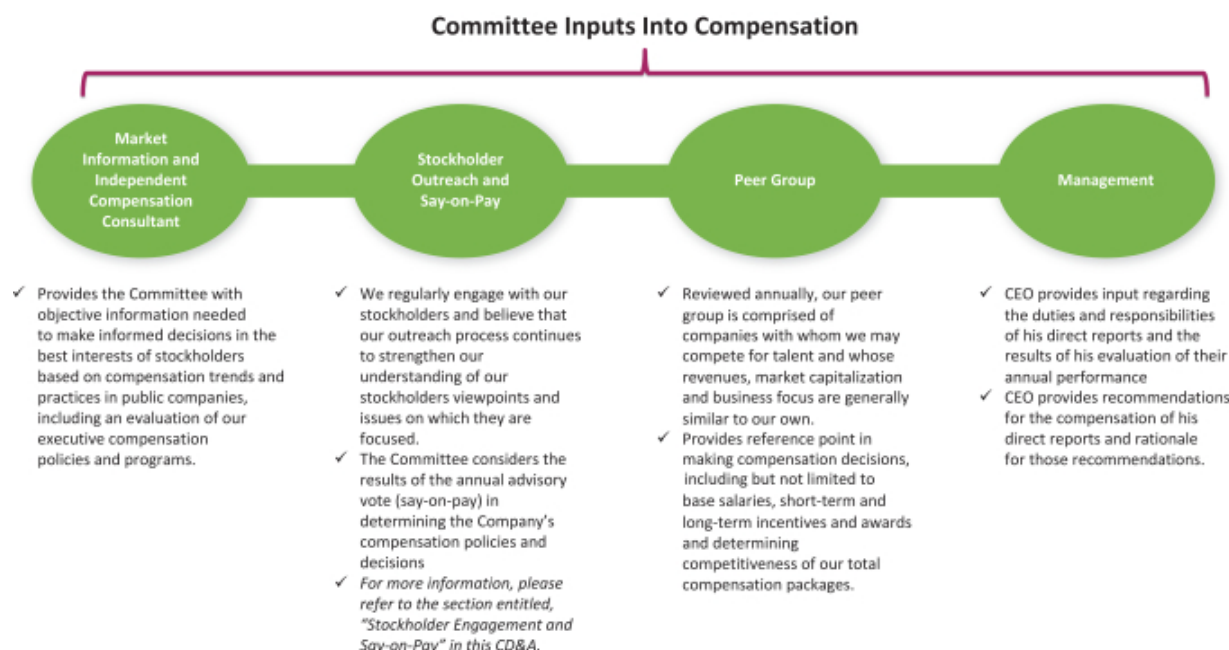 Committee Inputs Into Compensation
Market
Information and
Independent
Compensation
Consultant
Stockholder
Outreach and
Say-on-Pay
Peer Group
Management
✓ Provides the Committee with
objective information needed
to make informed decisions in the
best interests of stockholders
based on compensation trends and
practices in public companies,
including an evaluation of our
executive compensation
policies and programs.
✓ We regularly engage with our
stockholders and believe that
our outreach process continues
to strengthen our
understanding of our
stockholders viewpoints and
issues on which they are
focused.
✓ The Committee considers the
results of the annual advisory
vote (say-on-pay) in
determining the Company's
compensation policies and
decisions
✓ For more information, please
refer to the section entitled,
"Stockholder Engagement and
Say-on-Pay" in this CD&A.
✓ Reviewed annually, our peer
group is comprised of
companies with whom we may
compete for talent and whose
revenues, market capitalization
and business focus are generally
similar to our own.
✓ Provides reference point in
making compensation decisions,
including but not limited to
base salaries, short-term and
long-term incentives and awards
and determining
competitiveness of our total
compensation packages.
✓ CEO provides input regarding
the duties and responsibilities
of his direct reports and the
results of his evaluation of their
annual performance
✓ CEO provides recommendations
for the compensation of his
direct reports and rationale
for those recommendations.